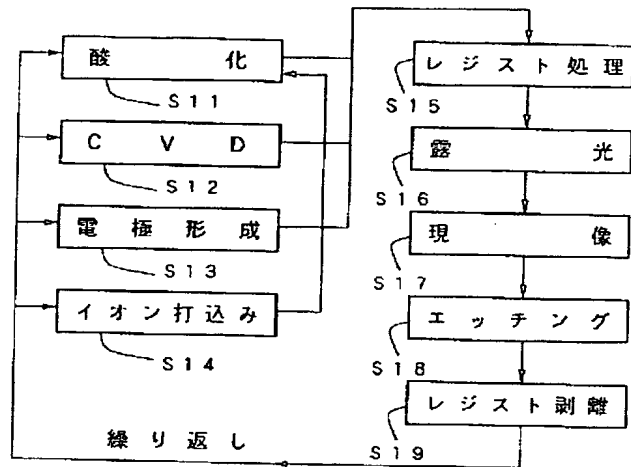 酸化
S11
CVD
S12
電極形成
S13
イオン打込み
S14
レジスト処理
S15
露光
S16
現像
S17
エッチング
S18
レジスト剥離
S19
繰り返し